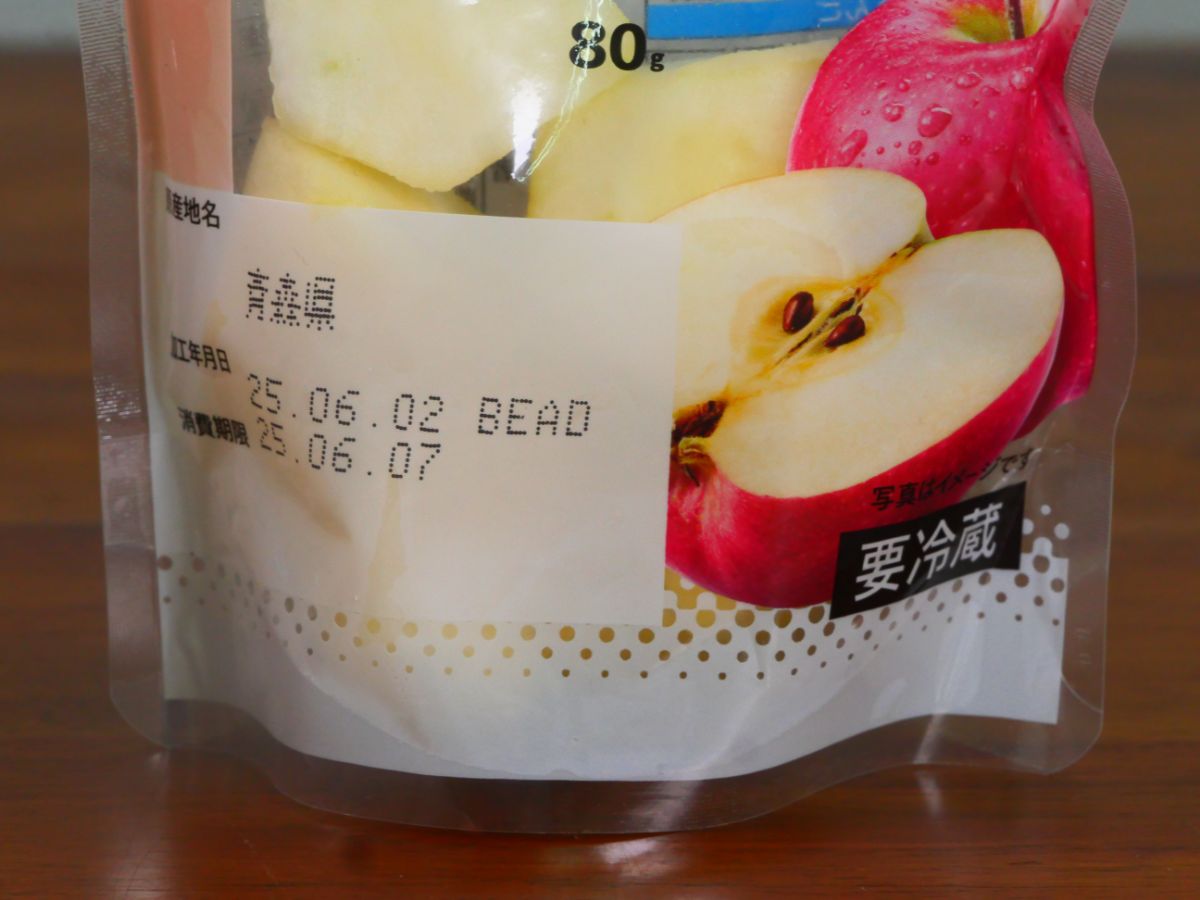 80g
原産地名
青森県
加工年月日
25.06.02 BEAD
消費期限
25.06.07
写真はイメージです
要冷蔵